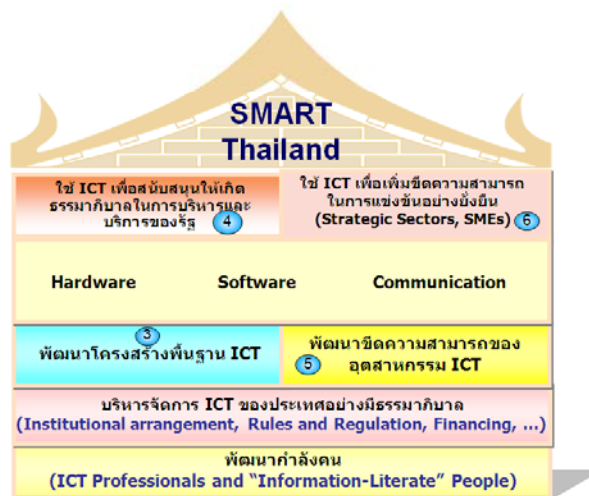 SMART
Thailand
ใช้ ICT เพื่อสนับสนุนให้เกิด
ธรรมาภิบาลในการบริหารและ
บริการของรัฐ 4
ใช้ ICT เพื่อเพิ่มขีดความสามารถ
ในการแข่งขันอย่างยั่งยืน
(Strategic Sectors, SMEs) 6
Hardware Software Communication
3
พัฒนาโครงสร้างพื้นฐาน ICT
พัฒนาขีดความสามารถของ
5 อุตสาหกรรม ICT
บริหารจัดการ ICT ของประเทศอย่างมีธรรมาภิบาล
(Institutional arrangement, Rules and Regulation, Financing, ...)
พัฒนากำลังคน
(ICT Professionals and “Information-Literate” People)